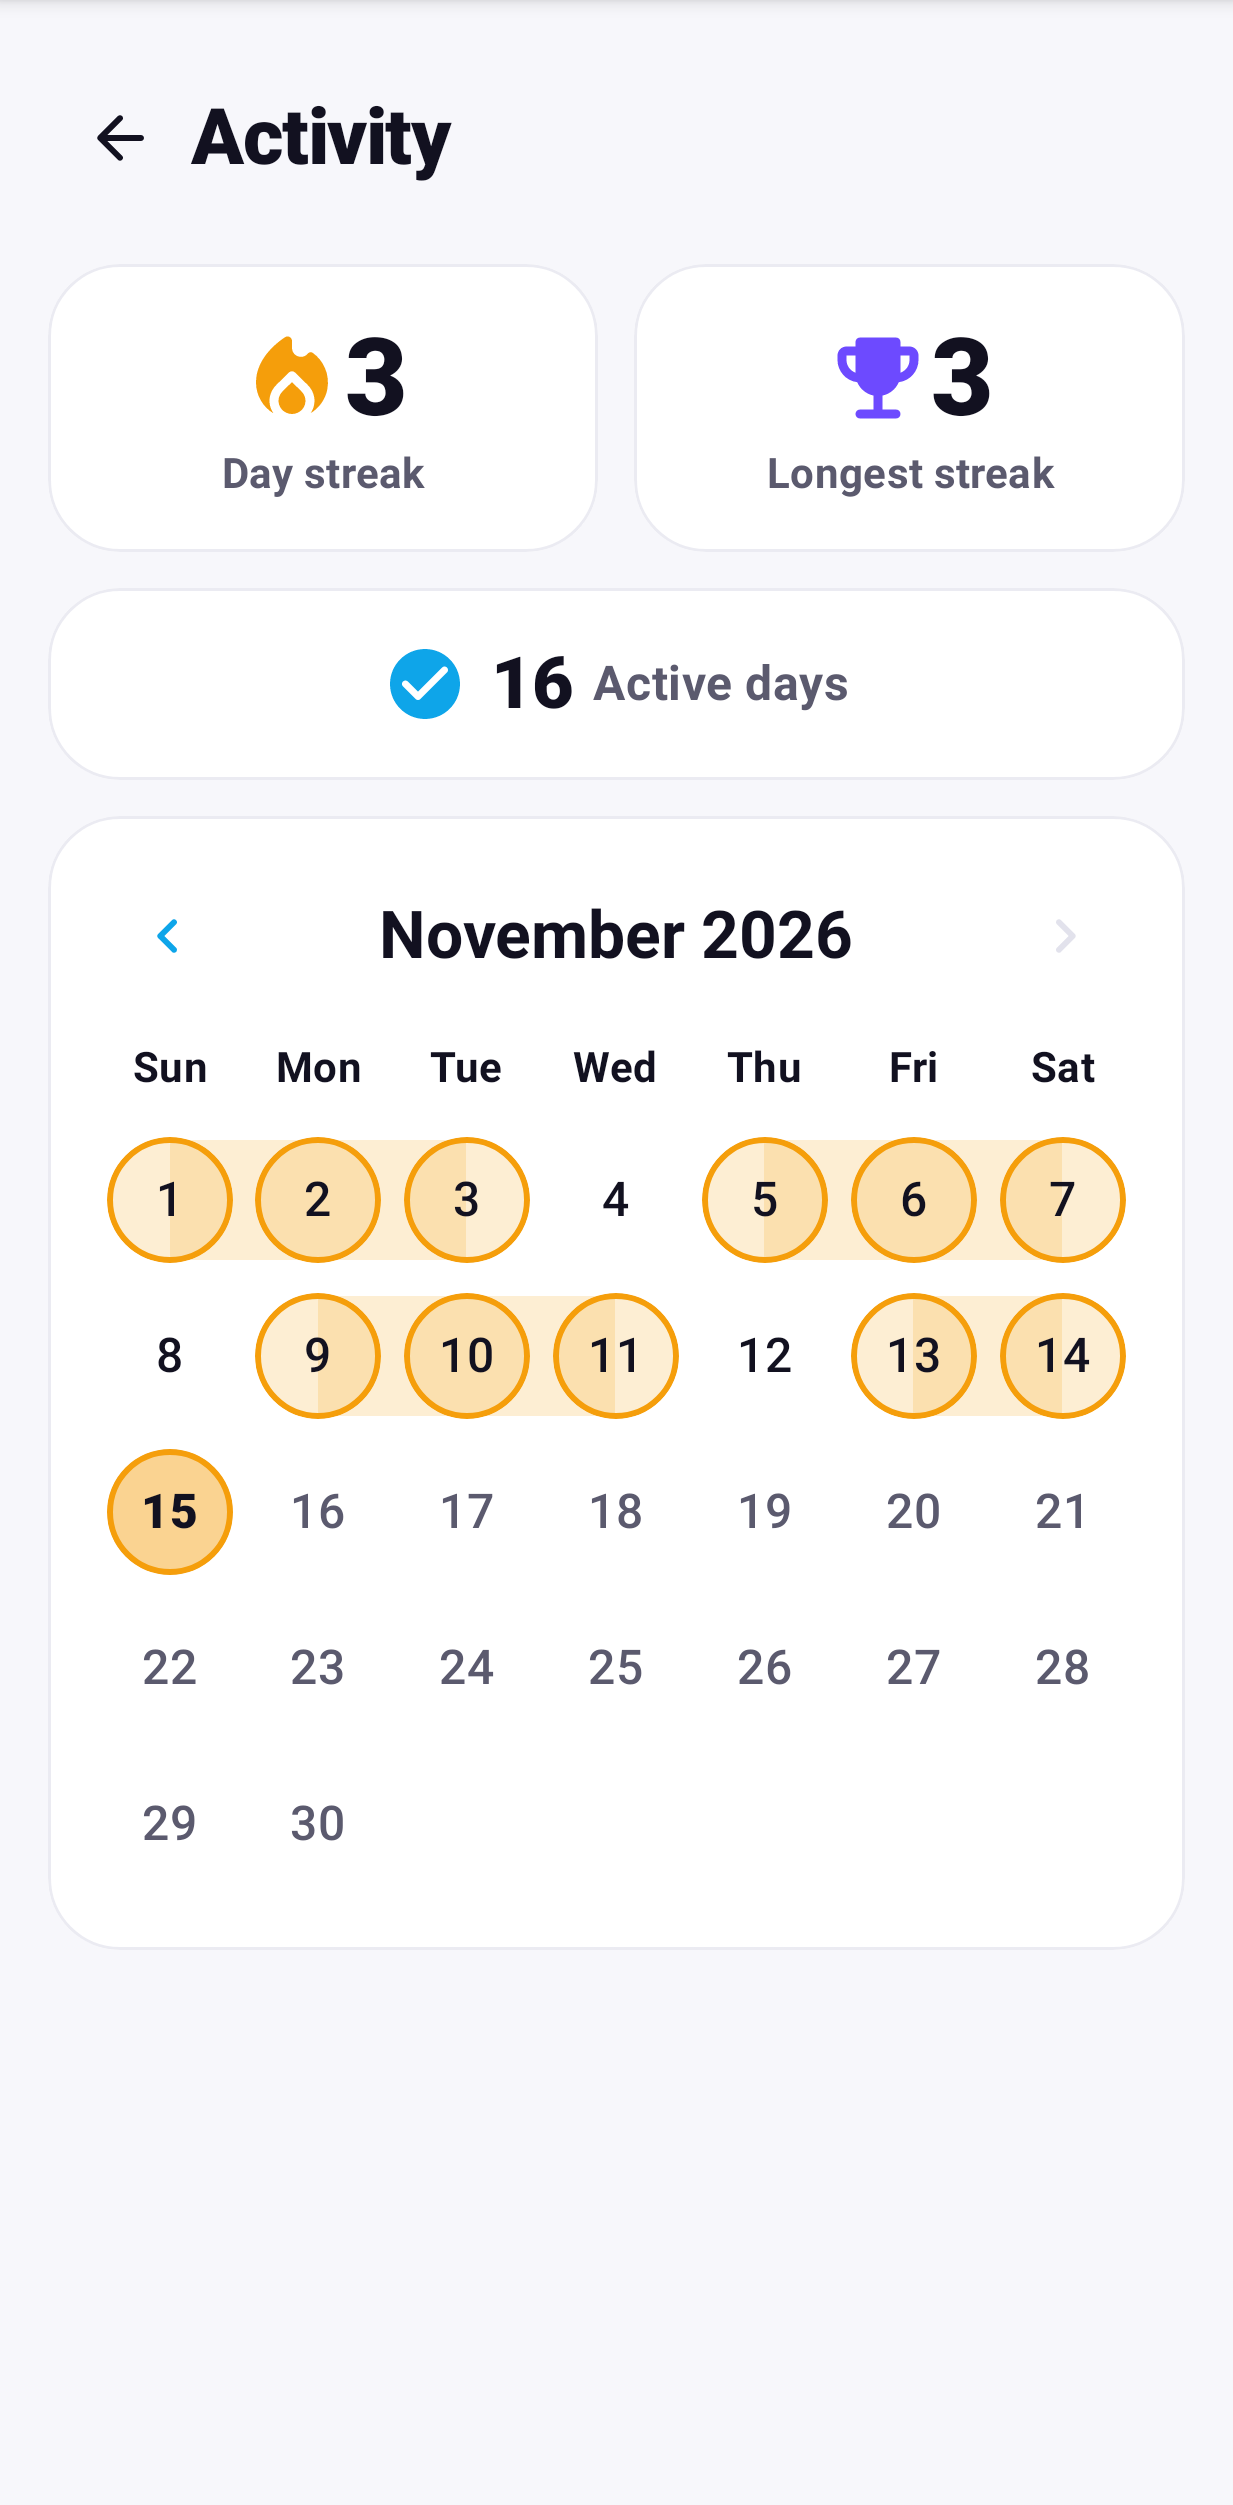 Activity
3
Day streak
3
Longest streak
16 Active days
November 2026
Sun Mon Tue Wed Thu Fri Sat
1 2 3 4 5 6 7
8 9 10 11 12 13 14
15 16 17 18 19 20 21
22 23 24 25 26 27 28
29 30